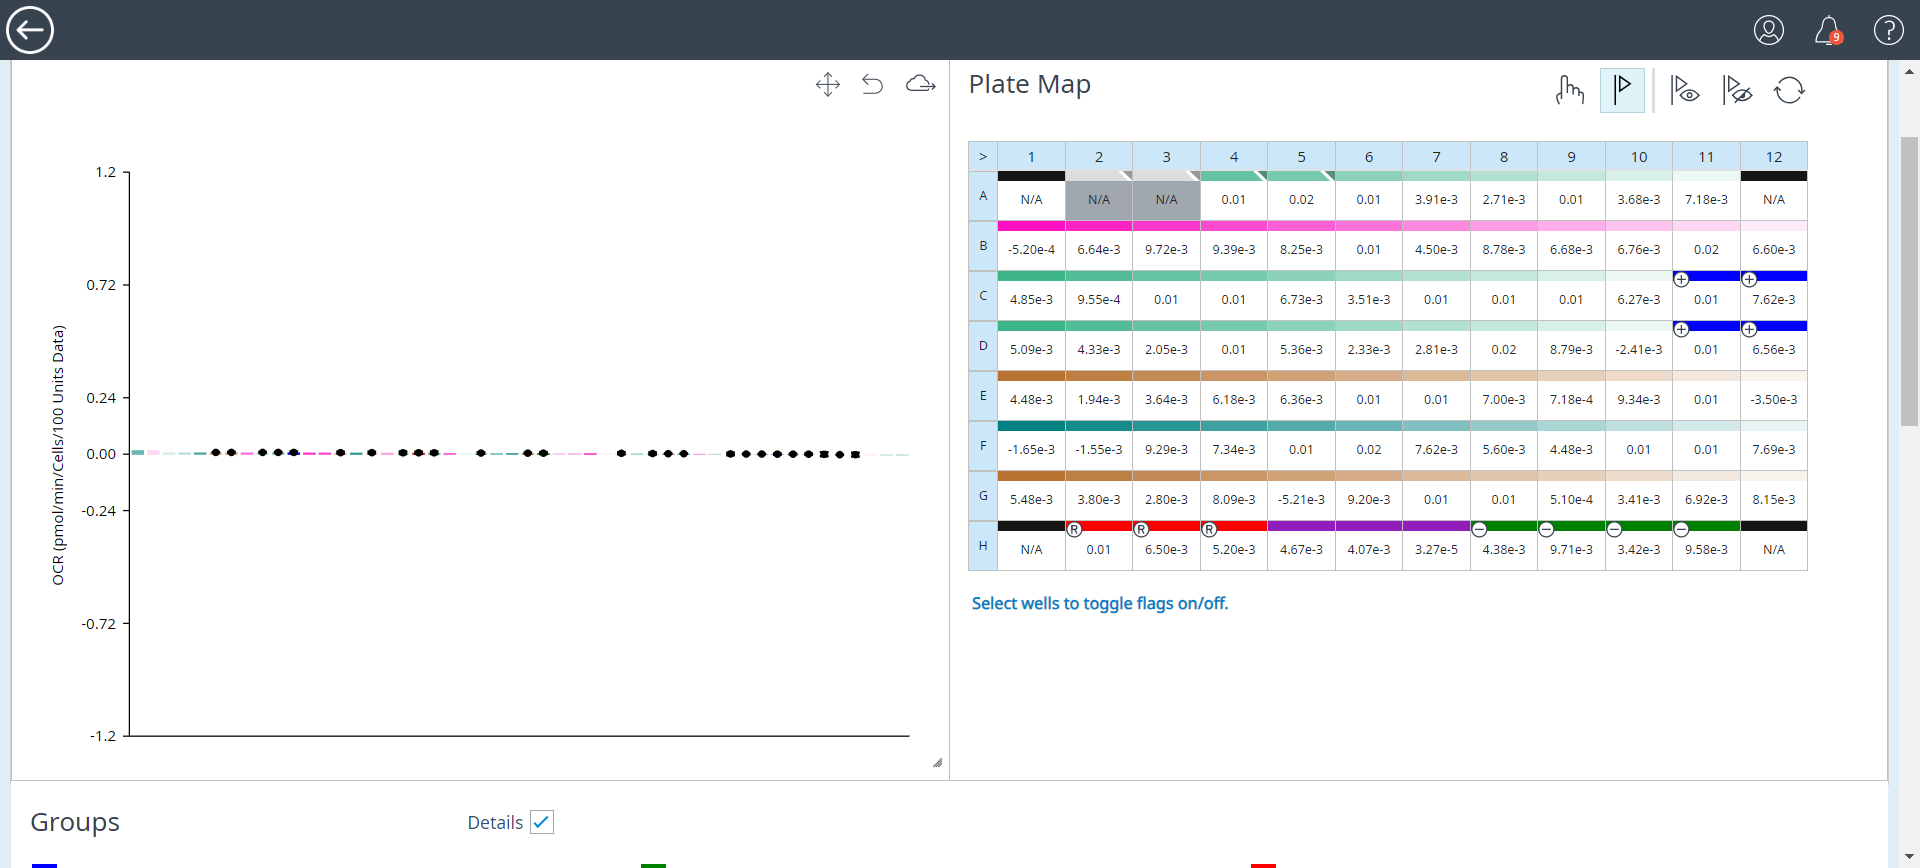 9
?
Plate Map
1.2
0.72
0.24
0.00
-0.24
-0.72
-1.2
OCR (pmol/min/Cells/100 Units Data)
> 1 2 3 4 5 6 7 8 9 10 11 12
A N/A N/A N/A 0.01 0.02 0.01 3.91e-3 2.71e-3 0.01 3.68e-3 7.18e-3 N/A
B -5.20e-4 6.64e-3 9.72e-3 9.39e-3 8.25e-3 0.01 4.50e-3 8.78e-3 6.68e-3 6.76e-3 0.02 6.60e-3
+ +
C 4.85e-3 9.55e-4 0.01 0.01 6.73e-3 3.51e-3 0.01 0.01 0.01 6.27e-3 0.01 7.62e-3
+ +
D 5.09e-3 4.33e-3 2.05e-3 0.01 5.36e-3 2.33e-3 2.81e-3 0.02 8.79e-3 -2.41e-3 0.01 6.56e-3
E 4.48e-3 1.94e-3 3.64e-3 6.18e-3 6.36e-3 0.01 0.01 7.00e-3 7.18e-4 9.34e-3 0.01 -3.50e-3
F -1.65e-3 -1.55e-3 9.29e-3 7.34e-3 0.01 0.02 7.62e-3 5.60e-3 4.48e-3 0.01 0.01 7.69e-3
G 5.48e-3 3.80e-3 2.80e-3 8.09e-3 -5.21e-3 9.20e-3 0.01 0.01 5.10e-4 3.41e-3 6.92e-3 8.15e-3
R R R − − − −
H N/A 0.01 6.50e-3 5.20e-3 4.67e-3 4.07e-3 3.27e-5 4.38e-3 9.71e-3 3.42e-3 9.58e-3 N/A
Select wells to toggle flags on/off.
Groups
Details